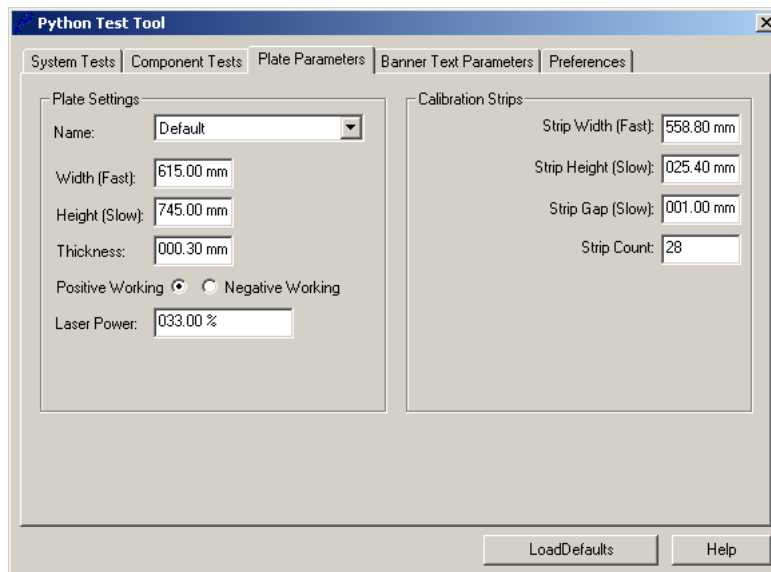 Python Test Tool
System Tests Component Tests Plate Parameters Banner Text Parameters Preferences
Plate Settings
Name: Default
Width (Fast): 615.00 mm
Height (Slow): 745.00 mm
Thickness: 000.30 mm
Positive Working Negative Working
Laser Power: 033.00 %
Calibration Strips
Strip Width (Fast): 558.80 mm
Strip Height (Slow): 025.40 mm
Strip Gap (Slow): 001.00 mm
Strip Count: 28
LoadDefaults Help